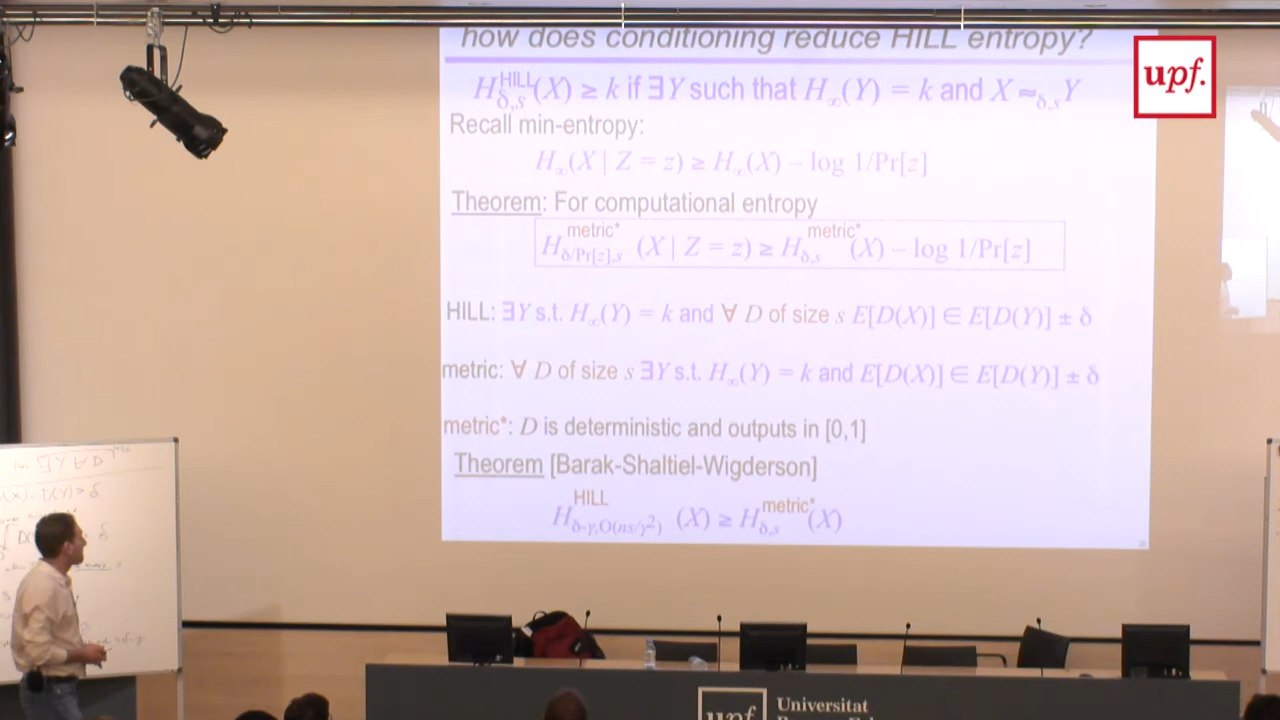 how does conditioning reduce HILL entropy?
H^HILL_δ,s(X) ≥ k if ∃Y such that H_∞(Y) = k and X ≈_δ,s Y
Recall min-entropy:
H_∞(X | Z = z) ≥ H_∞(X) – log 1/Pr[z]
Theorem: For computational entropy
H^metric*_δ/Pr[z],s (X | Z = z) ≥ H^metric*_δ,s (X) – log 1/Pr[z]
HILL: ∃Y s.t. H_∞(Y) = k and ∀ D of size s E[D(X)] ∈ E[D(Y)] ± δ
metric: ∀ D of size s ∃Y s.t. H_∞(Y) = k and E[D(X)] ∈ E[D(Y)] ± δ
metric*: D is deterministic and outputs in [0,1]
Theorem [Barak-Shaltiel-Wigderson]
H^HILL_δ-γ,O(ns/γ²) (X) ≥ H^metric*_δ,s (X)
upf.
∃Y ∀D
upf.
Universitat